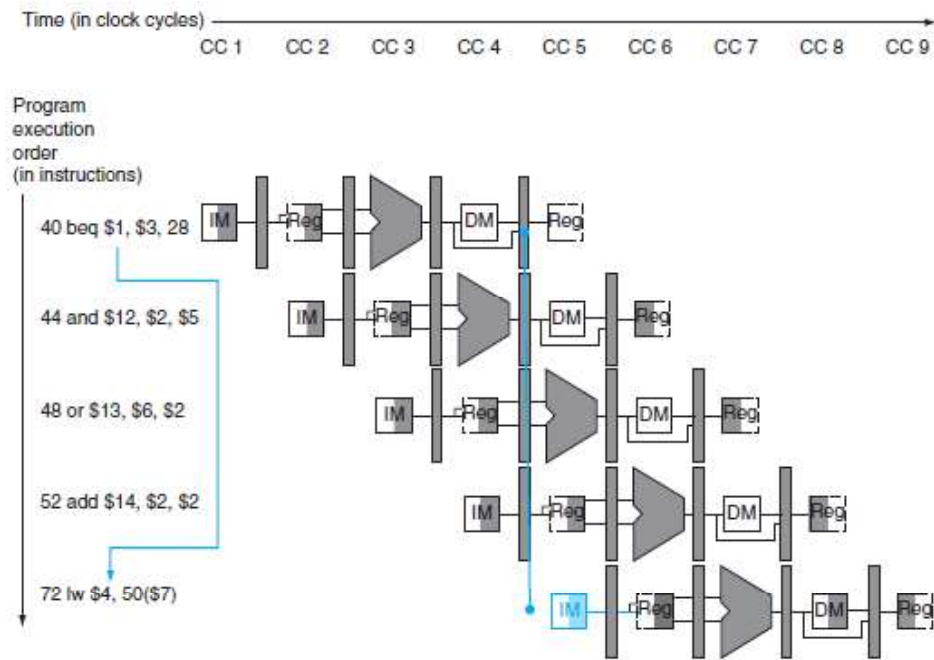 Time (in clock cycles)
CC 1 CC 2 CC 3 CC 4 CC 5 CC 6 CC 7 CC 8 CC 9
Program
execution
order
(in instructions)
40 beq $1, $3, 28
IM Reg DM Reg
44 and $12, $2, $5
IM Reg DM Reg
48 or $13, $6, $2
IM Reg DM Reg
52 add $14, $2, $2
IM Reg DM Reg
72 lw $4, 50($7)
IM Reg DM Reg